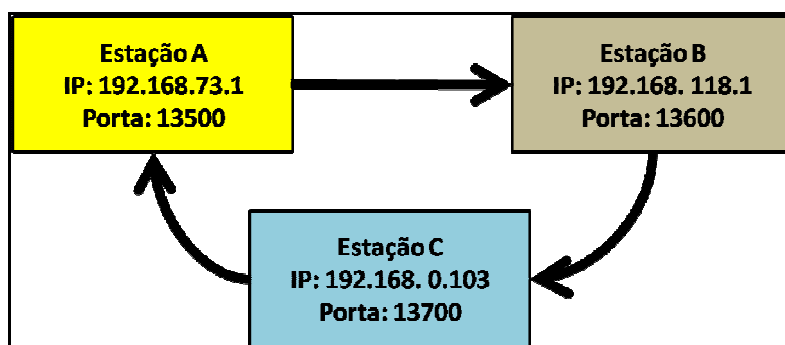 Estação A
IP: 192.168.73.1
Porta: 13500
Estação B
IP: 192.168. 118.1
Porta: 13600
Estação C
IP: 192.168. 0.103
Porta: 13700